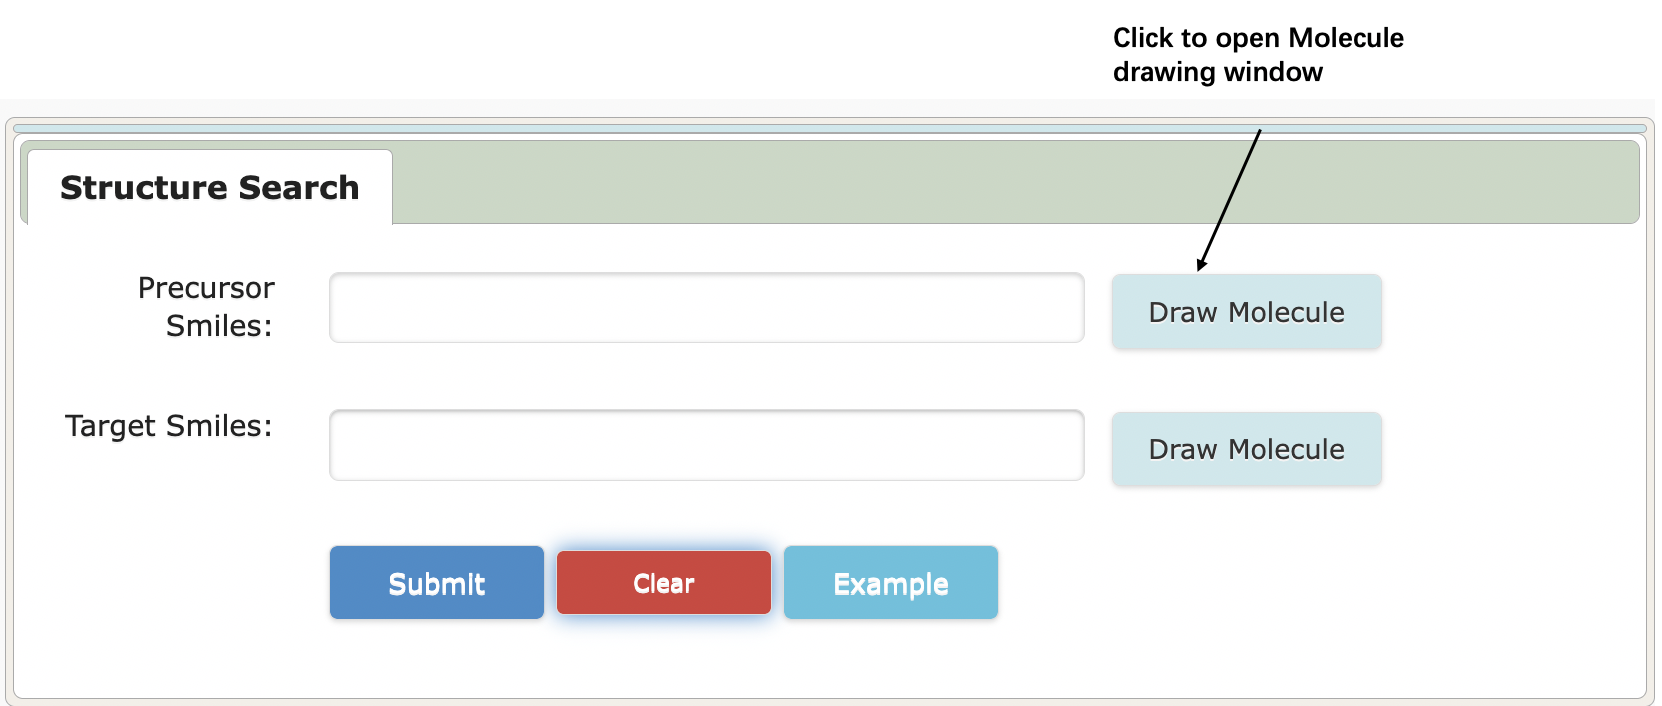 Click to open Molecule
drawing window
Structure Search
Precursor
Smiles:
Draw Molecule
Target Smiles:
Draw Molecule
Submit
Clear
Example